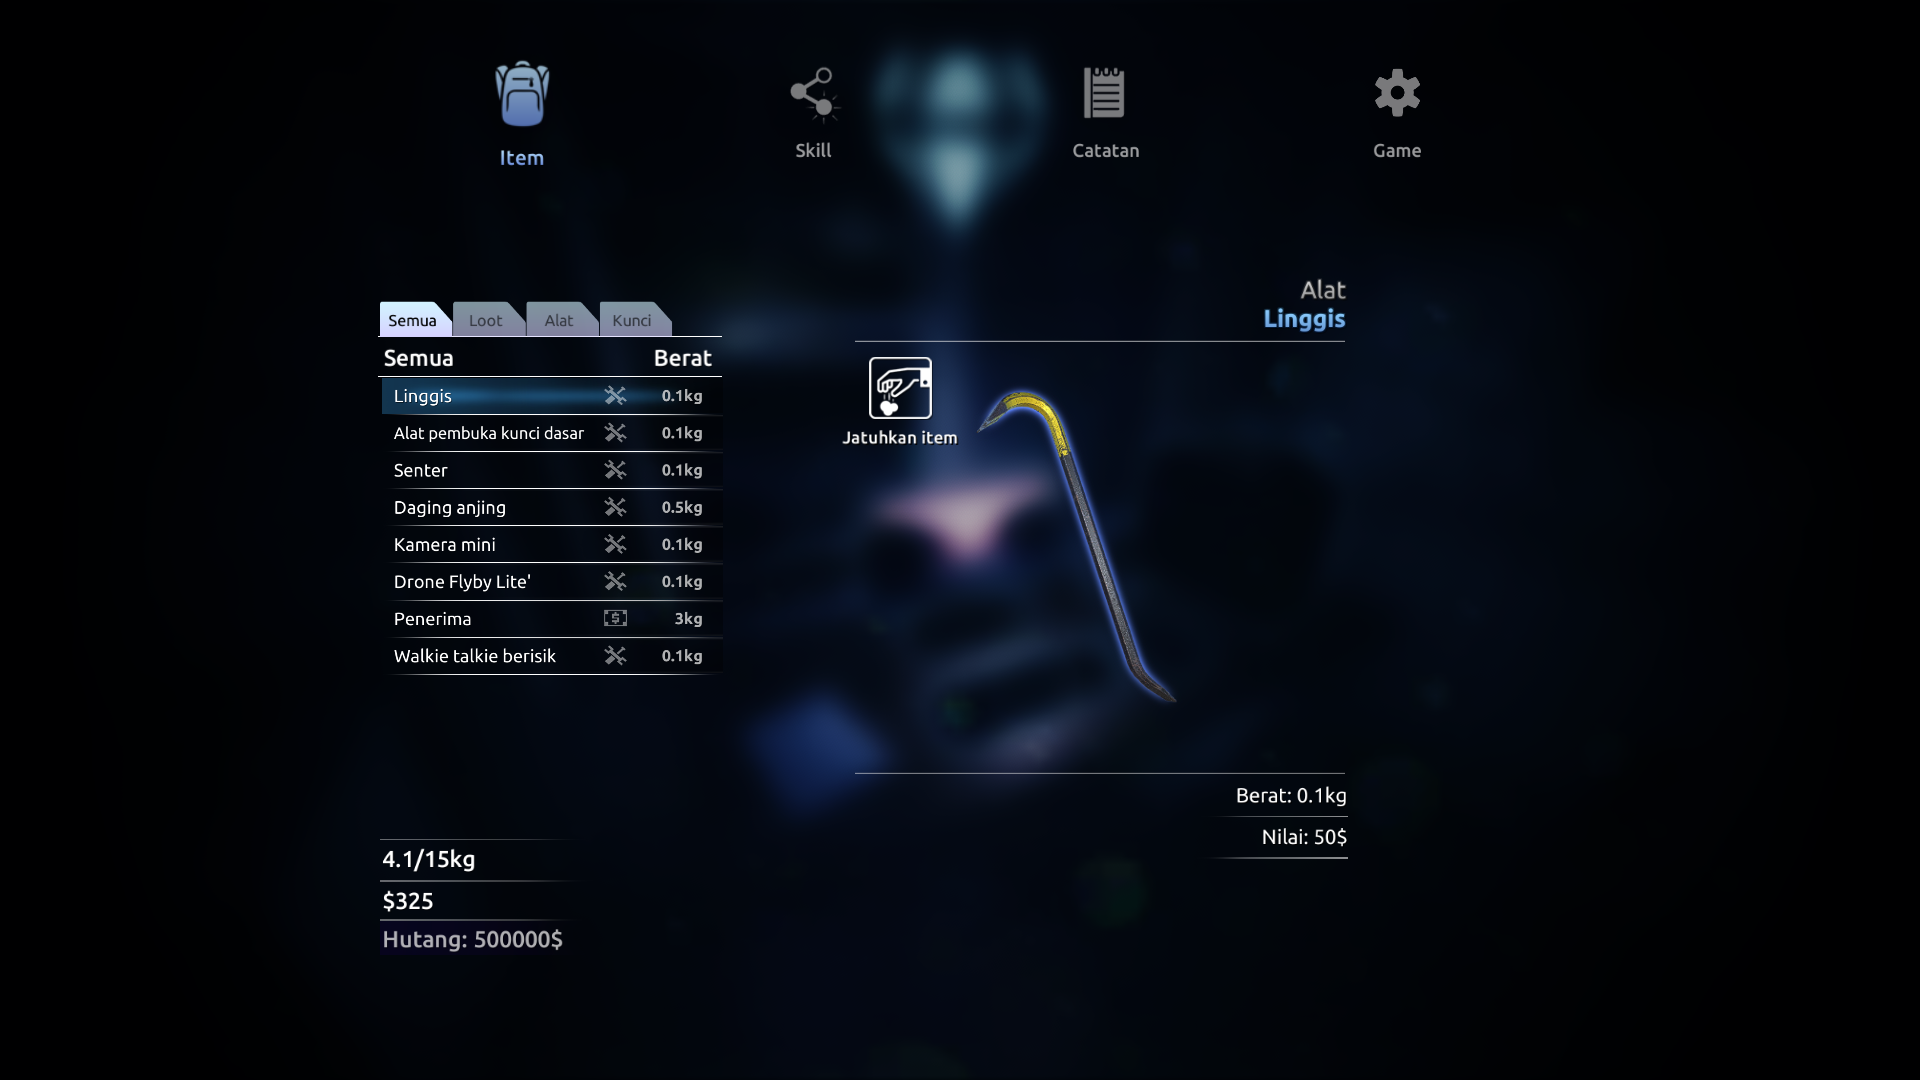 Item
Skill
Catatan
Game
Semua
Loot
Alat
Kunci
Semua Berat
Linggis 0.1kg
Alat pembuka kunci dasar 0.1kg
Senter 0.1kg
Daging anjing 0.5kg
Kamera mini 0.1kg
Drone Flyby Lite' 0.1kg
Penerima 3kg
Walkie talkie berisik 0.1kg
4.1/15kg
$325
Hutang: 500000$
Alat
Linggis
Jatuhkan item
Berat: 0.1kg
Nilai: 50$